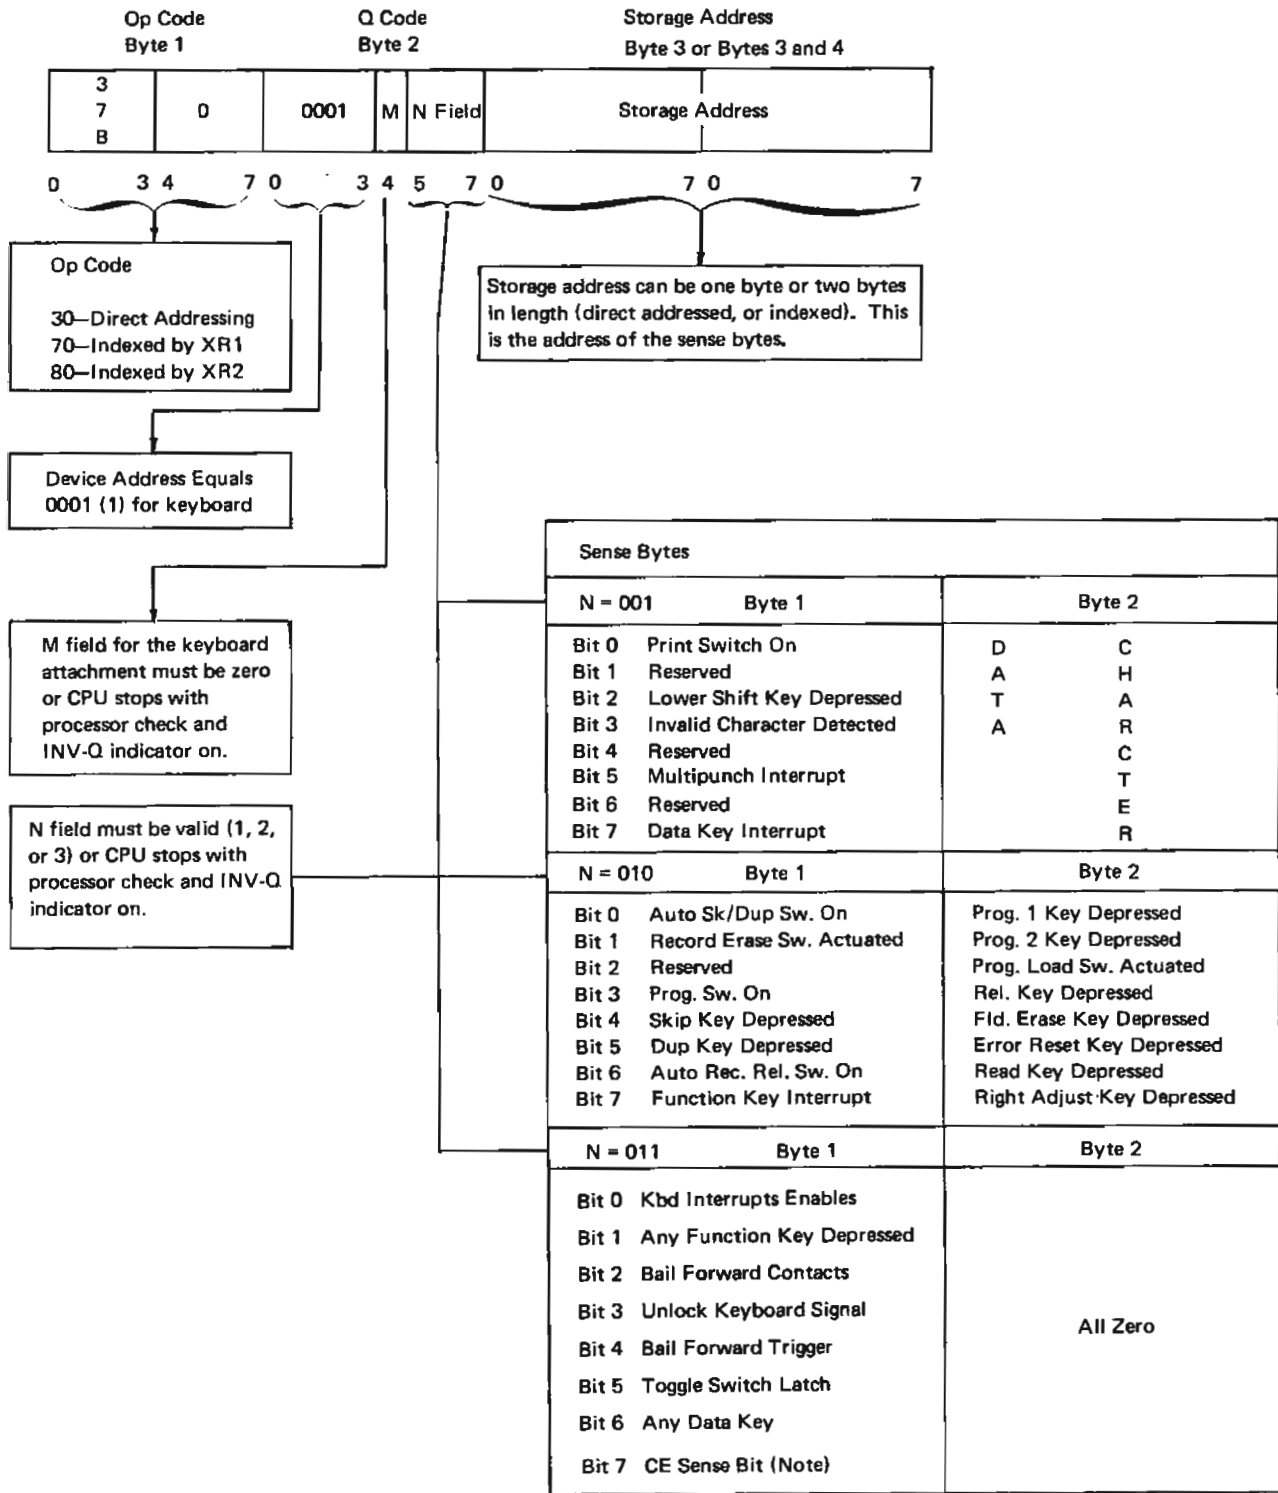 Op Code Q Code Storage Address
Byte 1 Byte 2 Byte 3 or Bytes 3 and 4
3
7 0 0001 M N Field Storage Address
B
0 3 4 7 0 3 4 5 7 0 7 0 7
Op Code
30—Direct Addressing
70—Indexed by XR1
80—Indexed by XR2
Storage address can be one byte or two bytes
in length (direct addressed, or indexed). This
is the address of the sense bytes.
Device Address Equals
0001 (1) for keyboard
M field for the keyboard
attachment must be zero
or CPU stops with
processor check and
INV-Q indicator on.
N field must be valid (1, 2,
or 3) or CPU stops with
processor check and INV-Q
indicator on.
Sense Bytes
N = 001 Byte 1 Byte 2
Bit 0 Print Switch On D C
Bit 1 Reserved A H
Bit 2 Lower Shift Key Depressed T A
Bit 3 Invalid Character Detected A R
Bit 4 Reserved C
Bit 5 Multipunch Interrupt T
Bit 6 Reserved E
Bit 7 Data Key Interrupt R
N = 010 Byte 1 Byte 2
Bit 0 Auto Sk/Dup Sw. On Prog. 1 Key Depressed
Bit 1 Record Erase Sw. Actuated Prog. 2 Key Depressed
Bit 2 Reserved Prog. Load Sw. Actuated
Bit 3 Prog. Sw. On Rel. Key Depressed
Bit 4 Skip Key Depressed Fld. Erase Key Depressed
Bit 5 Dup Key Depressed Error Reset Key Depressed
Bit 6 Auto Rec. Rel. Sw. On Read Key Depressed
Bit 7 Function Key Interrupt Right Adjust Key Depressed
N = 011 Byte 1 Byte 2
Bit 0 Kbd Interrupts Enables
Bit 1 Any Function Key Depressed
Bit 2 Bail Forward Contacts
Bit 3 Unlock Keyboard Signal
All Zero
Bit 4 Bail Forward Trigger
Bit 5 Toggle Switch Latch
Bit 6 Any Data Key
Bit 7 CE Sense Bit (Note)